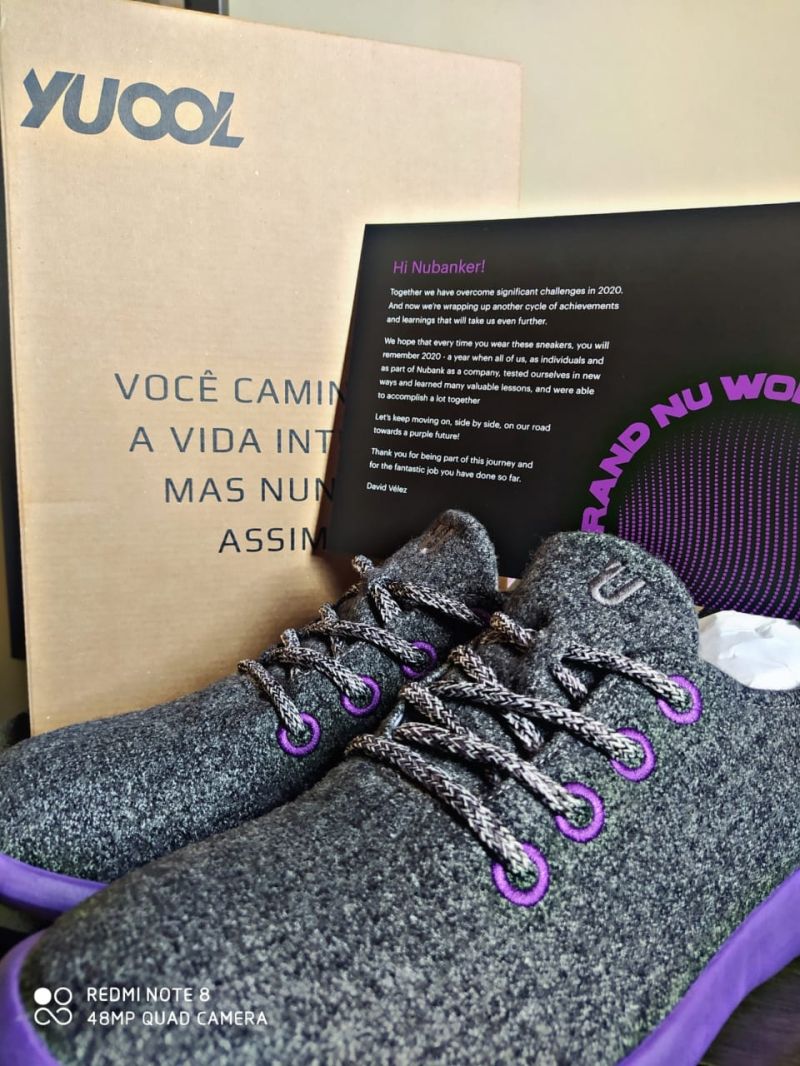 YUOOL
VOCÊ CAMIN
A VIDA INT
MAS NUN
ASSIM
Hi Nubanker!
Together we have overcome significant challenges in 2020.
And now we're wrapping up another cycle of achievements
and learnings that will take us even further.
We hope that every time you wear these sneakers, you will
remember 2020 - a year when all of us, as individuals and
as part of Nubank as a company, tested ourselves in new
ways and learned many valuable lessons, and were able
to accomplish a lot together
Let's keep moving on, side by side, on our road
towards a purple future!
Thank you for being part of this journey and
for the fantastic job you have done so far.
David Vélez
RAND NU WO
REDMI NOTE 8
48MP QUAD CAMERA